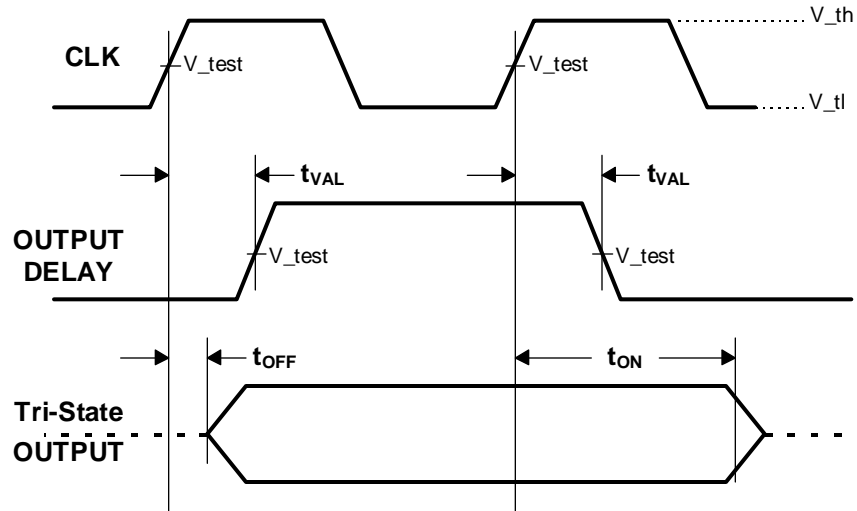 V_th
CLK
V_test
V_test
V_tl
tVAL
tVAL
OUTPUT
DELAY
V_test
V_test
tOFF
tON
Tri-State
OUTPUT